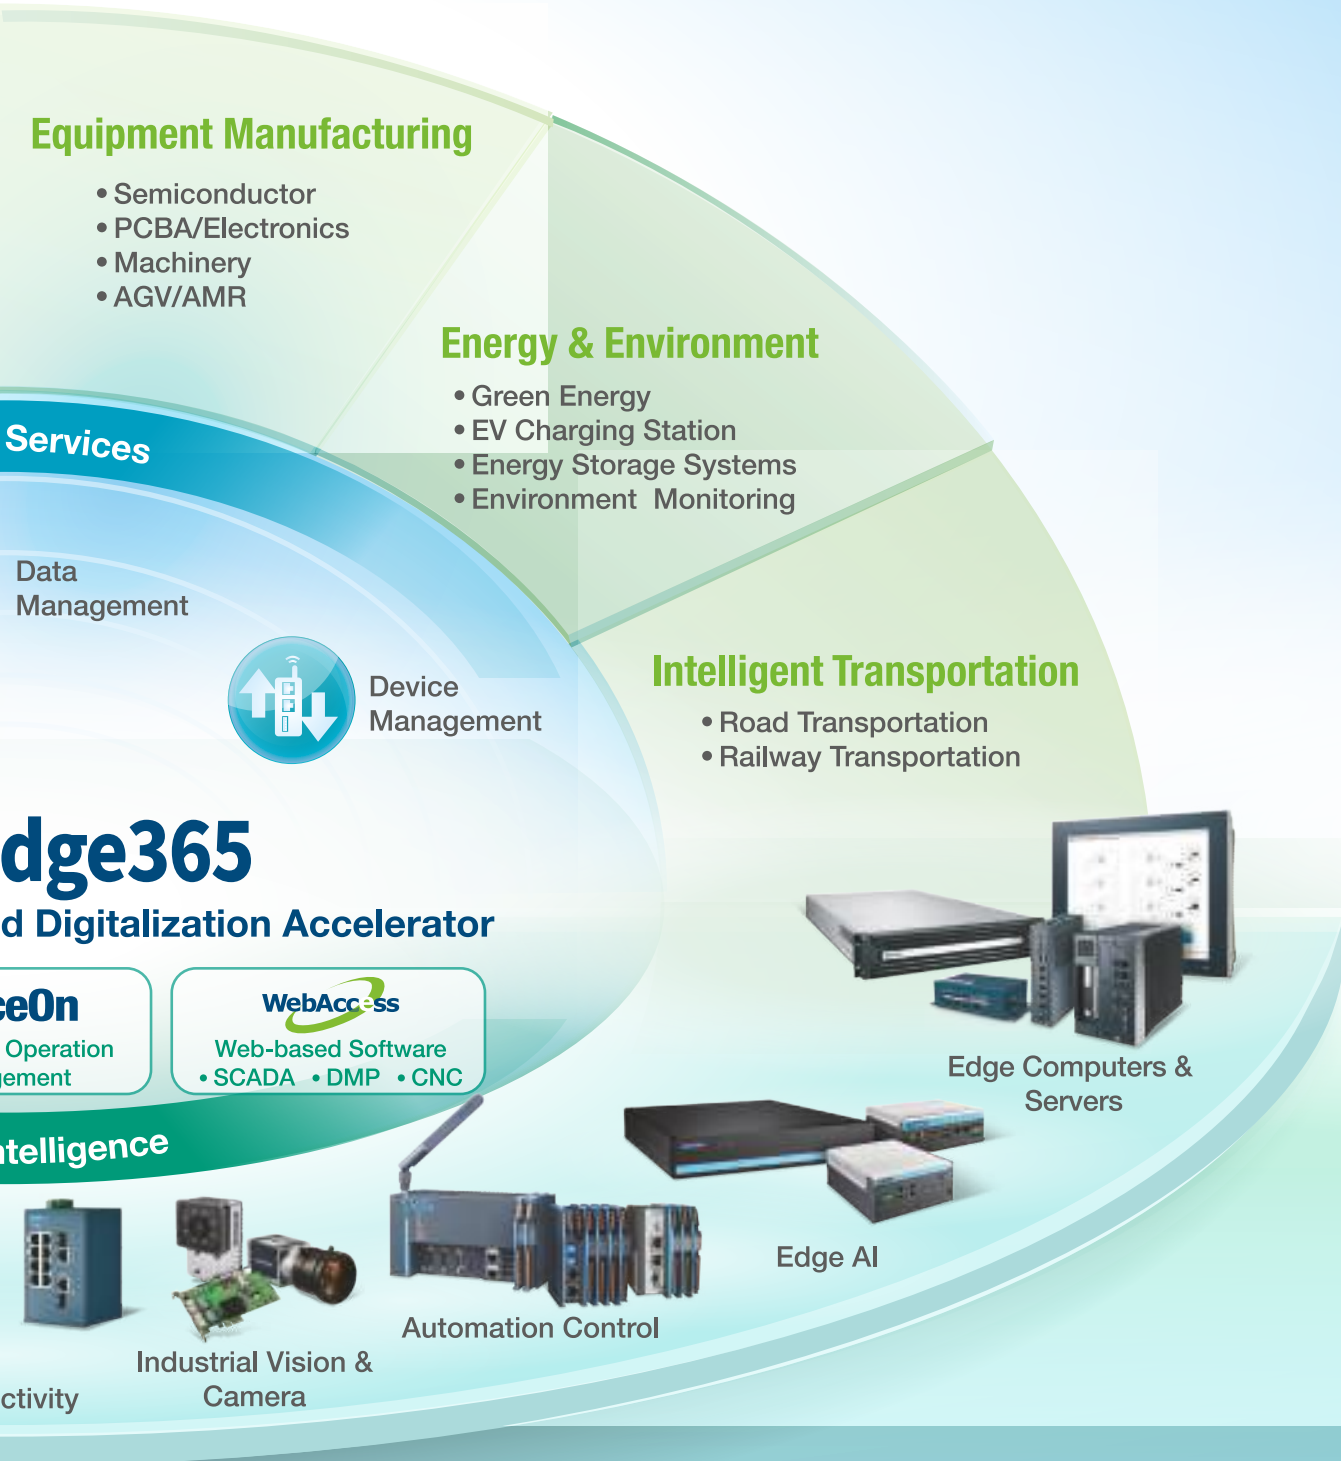 Equipment Manufacturing
• Semiconductor
• PCBA/Electronics
• Machinery
• AGV/AMR
Energy & Environment
• Green Energy
• EV Charging Station
• Energy Storage Systems
• Environment Monitoring
Services
Data
Management
Device
Management
Intelligent Transportation
• Road Transportation
• Railway Transportation
dge365
d Digitalization Accelerator
ceOn
Operation
gement
WebAccess
Web-based Software
• SCADA • DMP • CNC
ntelligence
Edge Computers &
Servers
Edge AI
Automation Control
Industrial Vision &
Camera
ctivity